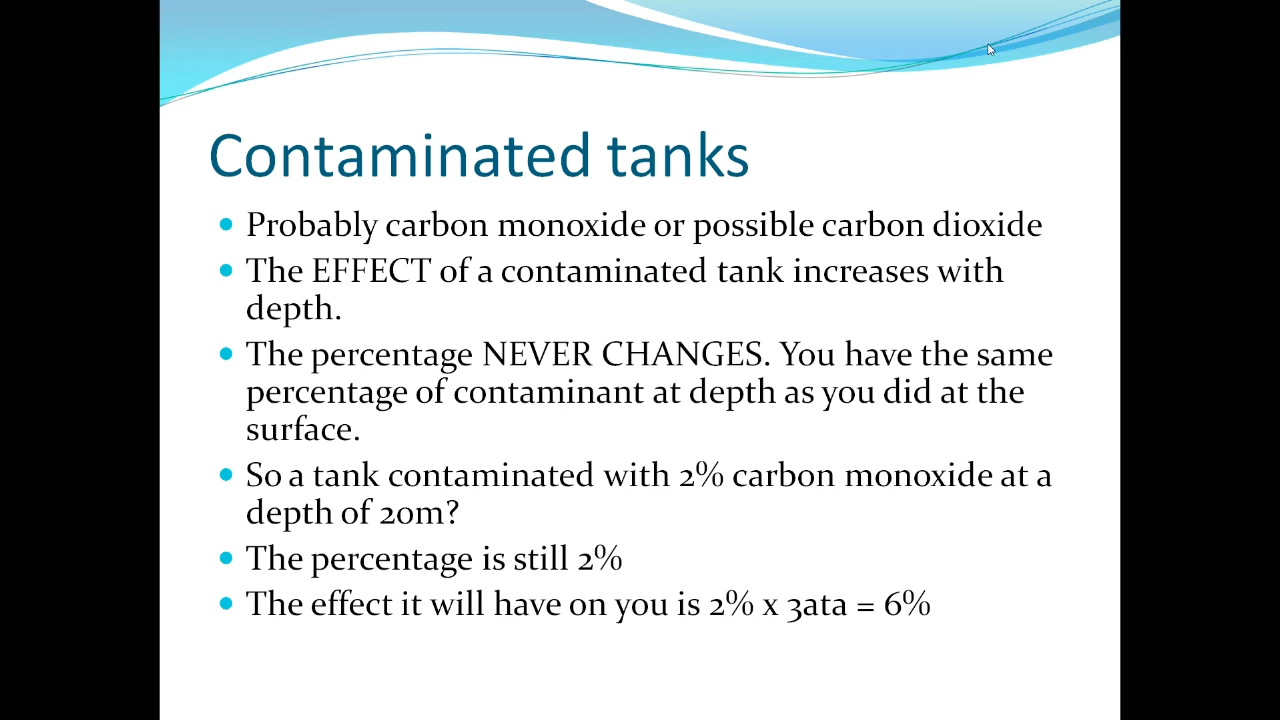 Contaminated tanks
• Probably carbon monoxide or possible carbon dioxide
• The EFFECT of a contaminated tank increases with
depth.
• The percentage NEVER CHANGES. You have the same
percentage of contaminant at depth as you did at the
surface.
• So a tank contaminated with 2% carbon monoxide at a
depth of 20m?
• The percentage is still 2%
• The effect it will have on you is 2% x 3ata = 6%